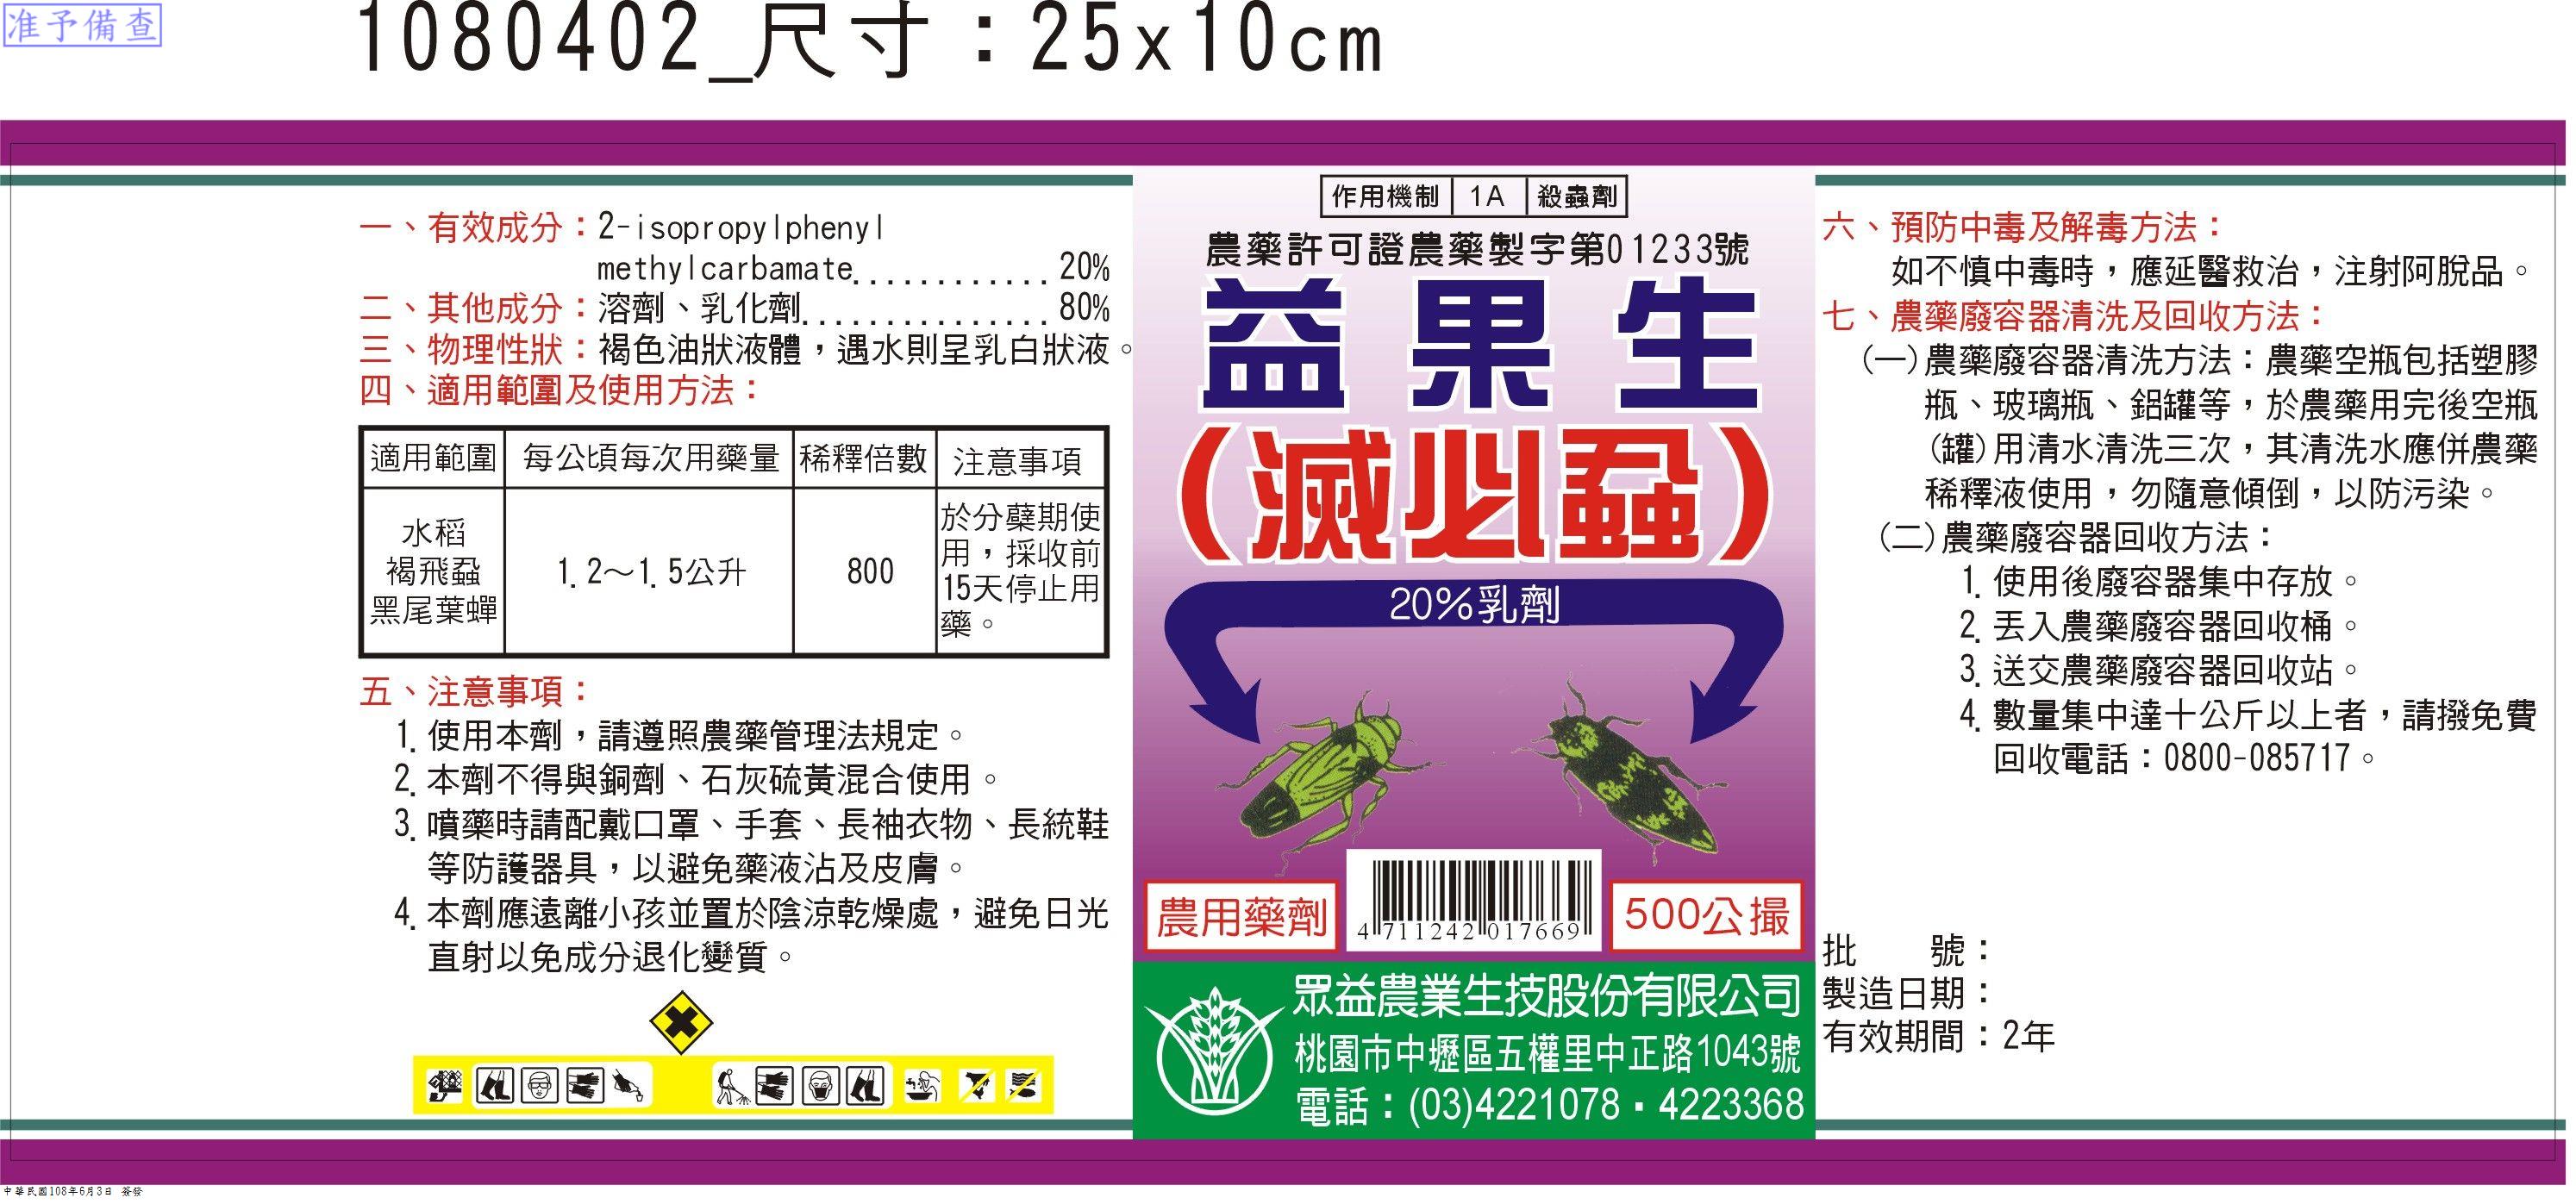 准予備查
1080402_尺寸：25x10cm
一、有效成分：2-isopropylphenyl
methylcarbamate............20%
二、其他成分：溶劑、乳化劑...............80%
三、物理性狀：褐色油狀液體，遇水則呈乳白狀液。
四、適用範圍及使用方法：
適用範圍 每公頃每次用藥量 稀釋倍數 注意事項
水稻
褐飛蝨
黑尾葉蟬
1.2～1.5公升
800
於分蘗期使
用，採收前
15天停止用
藥。
五、注意事項：
1.使用本劑，請遵照農藥管理法規定。
2.本劑不得與銅劑、石灰硫黃混合使用。
3.噴藥時請配戴口罩、手套、長袖衣物、長統鞋
等防護器具，以避免藥液沾及皮膚。
4.本劑應遠離小孩並置於陰涼乾燥處，避免日光
直射以免成分退化變質。
作用機制 1A 殺蟲劑
農藥許可證農藥製字第01233號
益果生
(滅必蝨)
20%乳劑
農用藥劑
4 711242 017669
500公撮
眾益農業生技股份有限公司
桃園市中壢區五權里中正路1043號
電話：(03)4221078▪4223368
六、預防中毒及解毒方法：
如不慎中毒時，應延醫救治，注射阿脫品。
七、農藥廢容器清洗及回收方法：
(一)農藥廢容器清洗方法：農藥空瓶包括塑膠
瓶、玻璃瓶、鋁罐等，於農藥用完後空瓶
(罐)用清水清洗三次，其清洗水應併農藥
稀釋液使用，勿隨意傾倒，以防污染。
(二)農藥廢容器回收方法：
1.使用後廢容器集中存放。
2.丟入農藥廢容器回收桶。
3.送交農藥廢容器回收站。
4.數量集中達十公斤以上者，請撥免費
回收電話：0800-085717。
批　　號：
製造日期：
有效期間：2年
中華民國108年6月3日 簽發